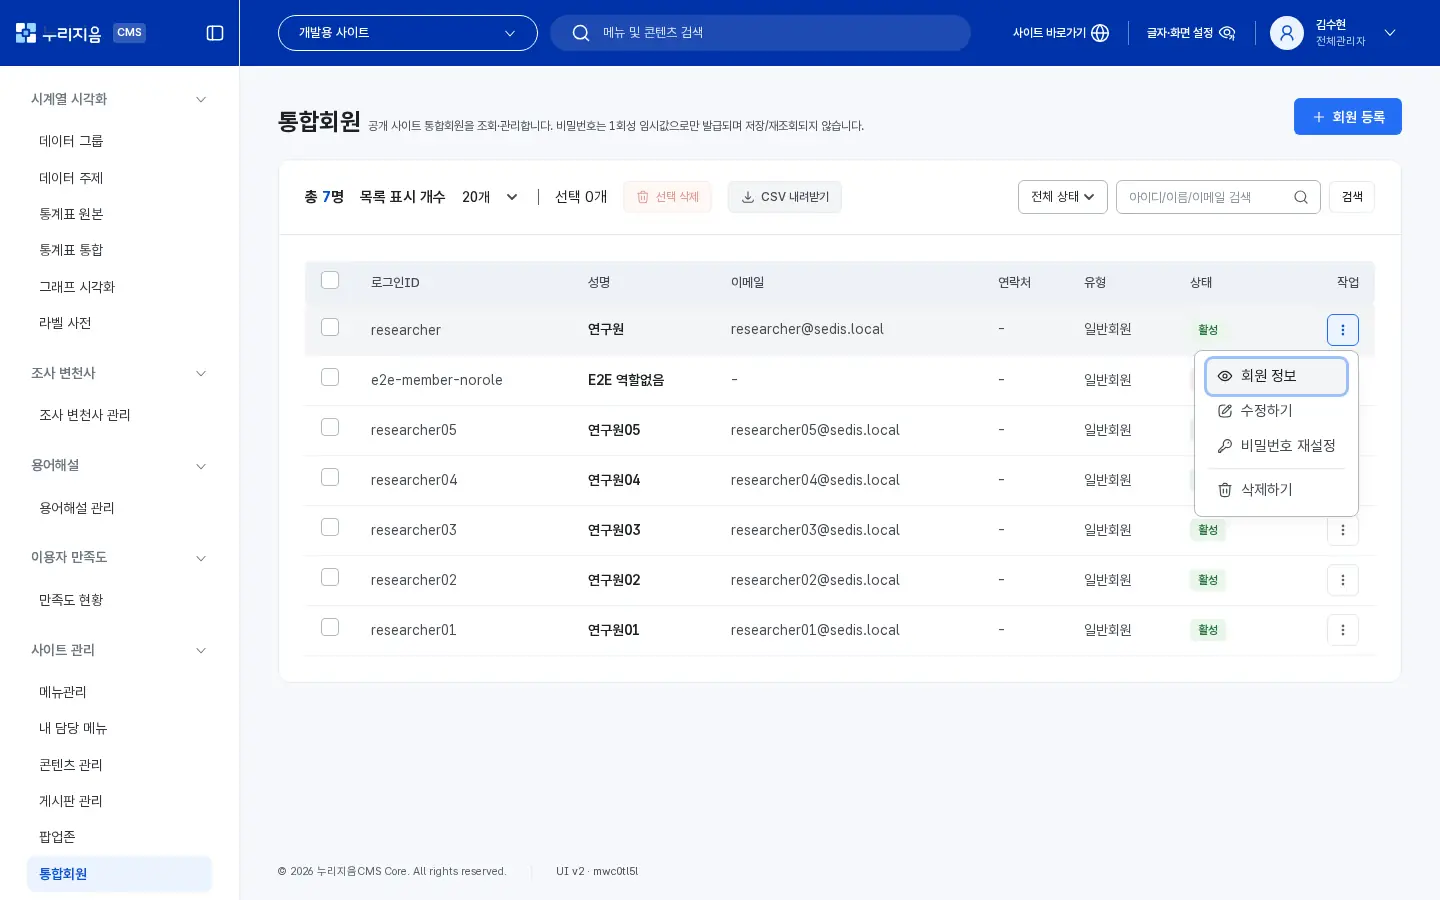 누리지음 CMS
개발용 사이트
메뉴 및 콘텐츠 검색
사이트 바로가기
글자·화면 설정
김수현
전체관리자
시계열 시각화
데이터 그룹
데이터 주제
통계표 원본
통계표 통합
그래프 시각화
라벨 사전
조사 변천사
조사 변천사 관리
용어해설
용어해설 관리
이용자 만족도
만족도 현황
사이트 관리
메뉴관리
내 담당 메뉴
콘텐츠 관리
게시판 관리
팝업존
통합회원
통합회원 공개 사이트 통합회원을 조회·관리합니다. 비밀번호는 1회성 임시값으로만 발급되며 저장/재조회되지 않습니다.
회원 등록
총 7명 목록 표시 개수 20개 선택 0개 선택 삭제 CSV 내려받기
전체 상태 아이디/이름/이메일 검색 검색
로그인ID 성명 이메일 연락처 유형 상태 작업
researcher 연구원 researcher@sedis.local - 일반회원 활성
e2e-member-norole E2E 역할없음 - - 일반회원
researcher05 연구원05 researcher05@sedis.local - 일반회원
researcher04 연구원04 researcher04@sedis.local - 일반회원
researcher03 연구원03 researcher03@sedis.local - 일반회원 활성
researcher02 연구원02 researcher02@sedis.local - 일반회원 활성
researcher01 연구원01 researcher01@sedis.local - 일반회원 활성
회원 정보
수정하기
비밀번호 재설정
삭제하기
© 2026 누리지음CMS Core. All rights reserved.
UI v2 · mwc0tl5l